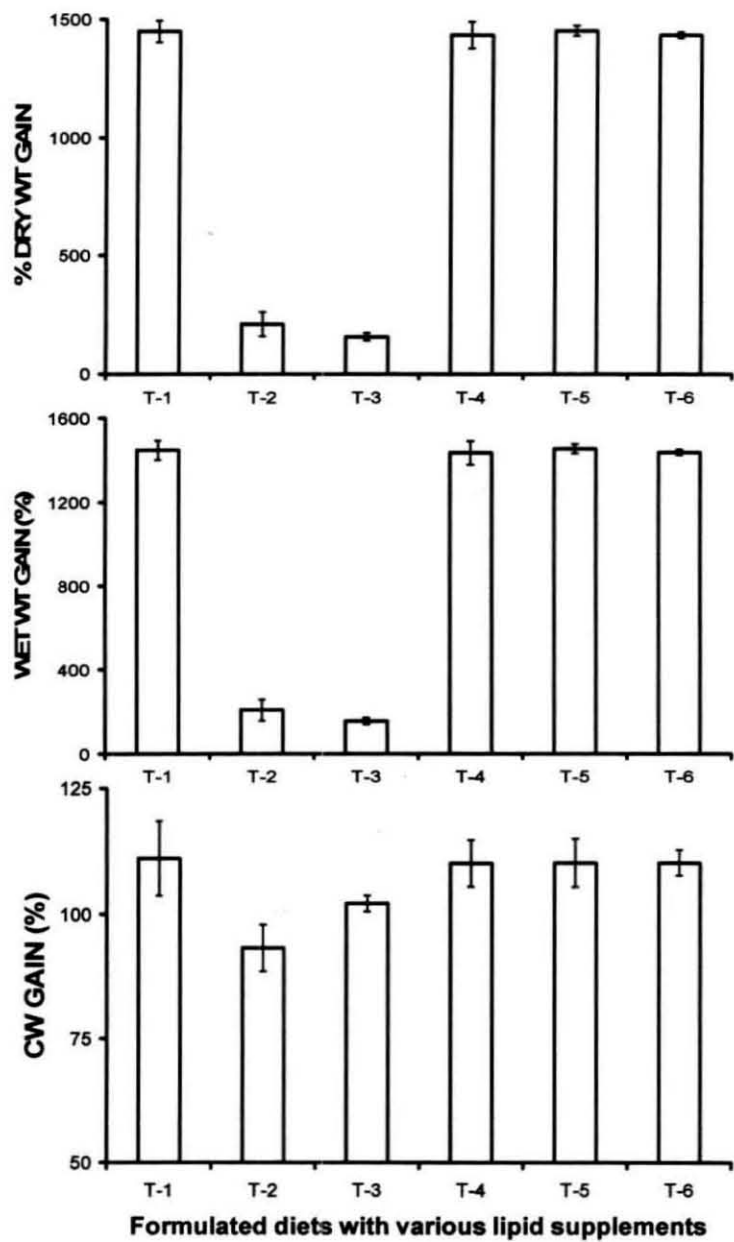 % DRY WT GAIN
1500
1000
500
0
T-1 T-2 T-3 T-4 T-5 T-6
WET WT GAIN (%)
1600
1200
800
400
0
T-1 T-2 T-3 T-4 T-5 T-6
CW GAIN (%)
125
100
75
50
T-1 T-2 T-3 T-4 T-5 T-6
Formulated diets with various lipid supplements